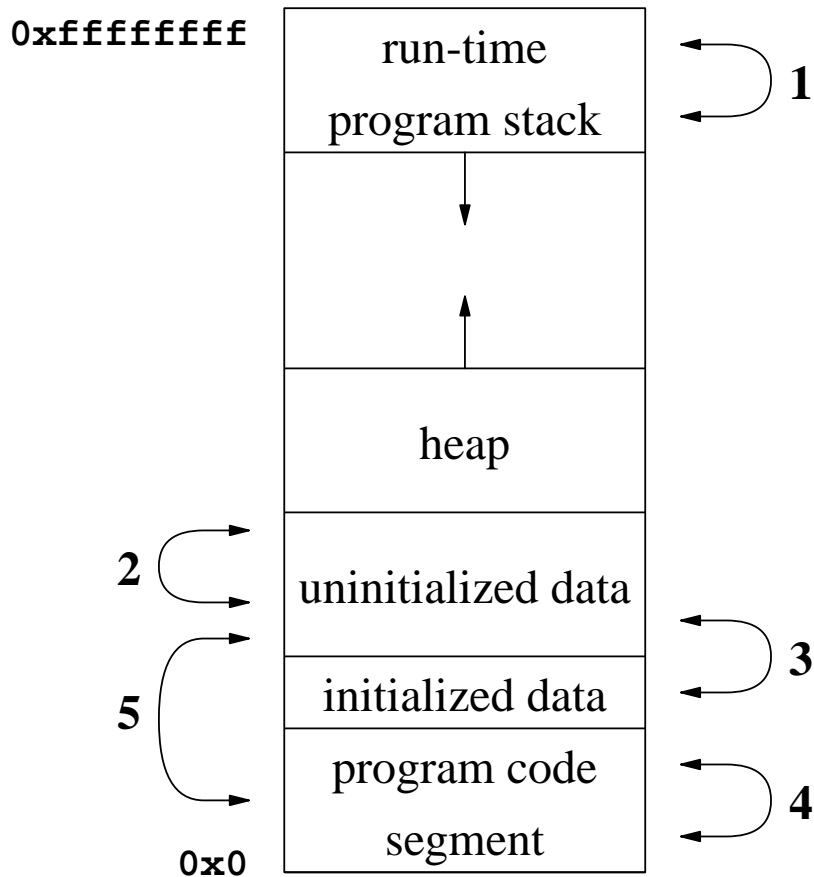 0xffffffff
run-time
program stack
1
heap
2
uninitialized data
3
initialized data
5
program code
segment
4
0x0